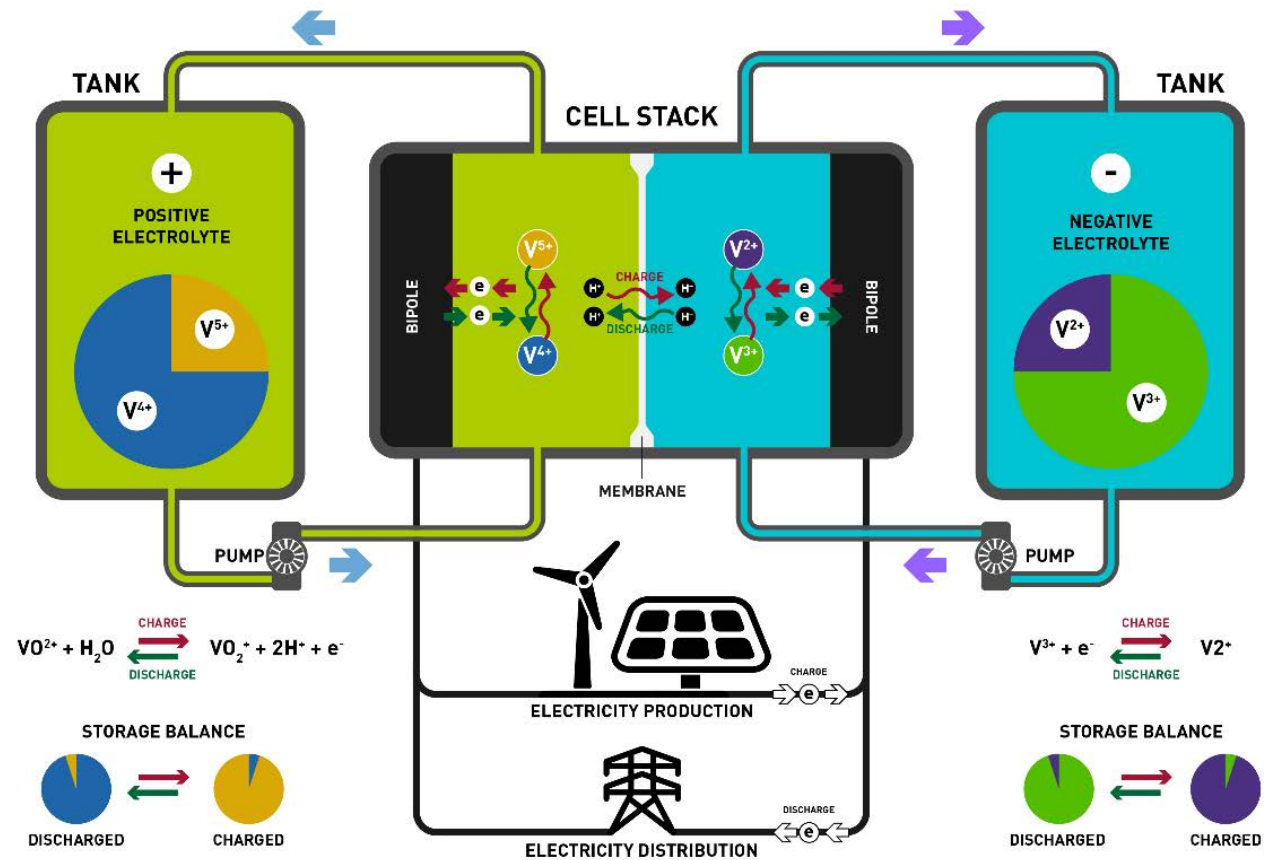 TANK
+
POSITIVE
ELECTROLYTE
V⁵⁺
V⁴⁺
PUMP
CELL STACK
BIPOLE
V⁵⁺
e
e
V⁴⁺
H⁺
CHARGE
H⁻
H⁺
DISCHARGE
H⁻
V²⁺
e
e
V³⁺
BIPOLE
MEMBRANE
TANK
-
NEGATIVE
ELECTROLYTE
V²⁺
V³⁺
PUMP
VO²⁺ + H₂O
CHARGE
DISCHARGE
VO₂⁺ + 2H⁺ + e⁻
STORAGE BALANCE
DISCHARGED
CHARGED
CHARGE
e
ELECTRICITY PRODUCTION
DISCHARGE
e
ELECTRICITY DISTRIBUTION
V³⁺ + e⁻
CHARGE
DISCHARGE
V2⁺
STORAGE BALANCE
DISCHARGED
CHARGED